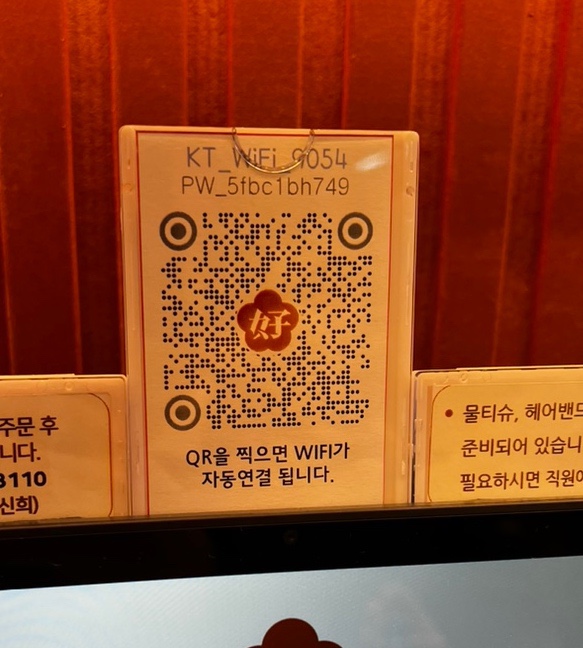 KT_WiFi_9054
PW_5fbc1bh749
好
QR을 찍으면 WIFI가
자동연결 됩니다.
주문 후
니다.
3110
신희)
• 물티슈, 헤어밴드
준비되어 있습니
필요하시면 직원이